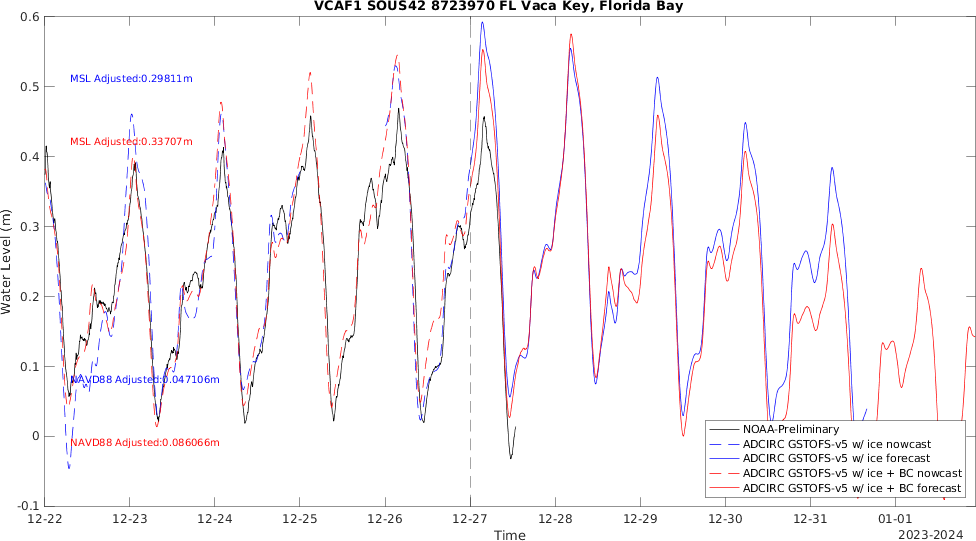 VCAF1 SOUS42 8723970 FL Vaca Key, Florida Bay
Water Level (m)
0.6
0.5
0.4
0.3
0.2
0.1
0
-0.1
MSL Adjusted:0.29811m
MSL Adjusted:0.33707m
NAVD88 Adjusted:0.047106m
NAVD88 Adjusted:0.086066m
NOAA-Preliminary
ADCIRC GSTOFS-v5 w/ ice nowcast
ADCIRC GSTOFS-v5 w/ ice forecast
ADCIRC GSTOFS-v5 w/ ice + BC nowcast
ADCIRC GSTOFS-v5 w/ ice + BC forecast
12-22 12-23 12-24 12-25 12-26 12-27 12-28 12-29 12-30 12-31 01-01
Time
2023-2024